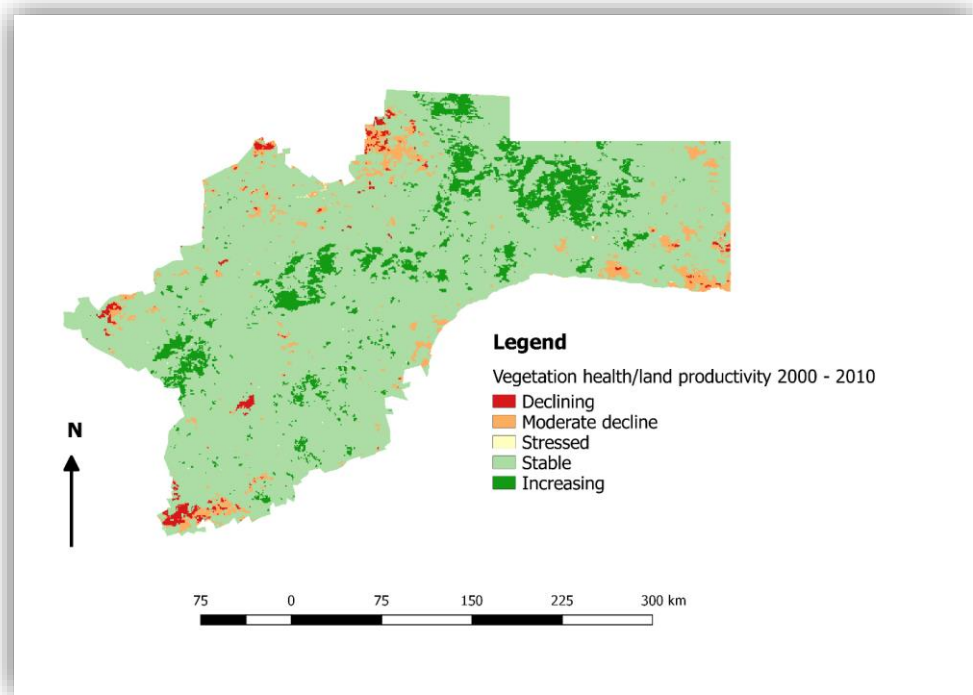 Legend
Vegetation health/land productivity 2000 - 2010
Declining
Moderate decline
Stressed
Stable
Increasing
N
75 0 75 150 225 300 km